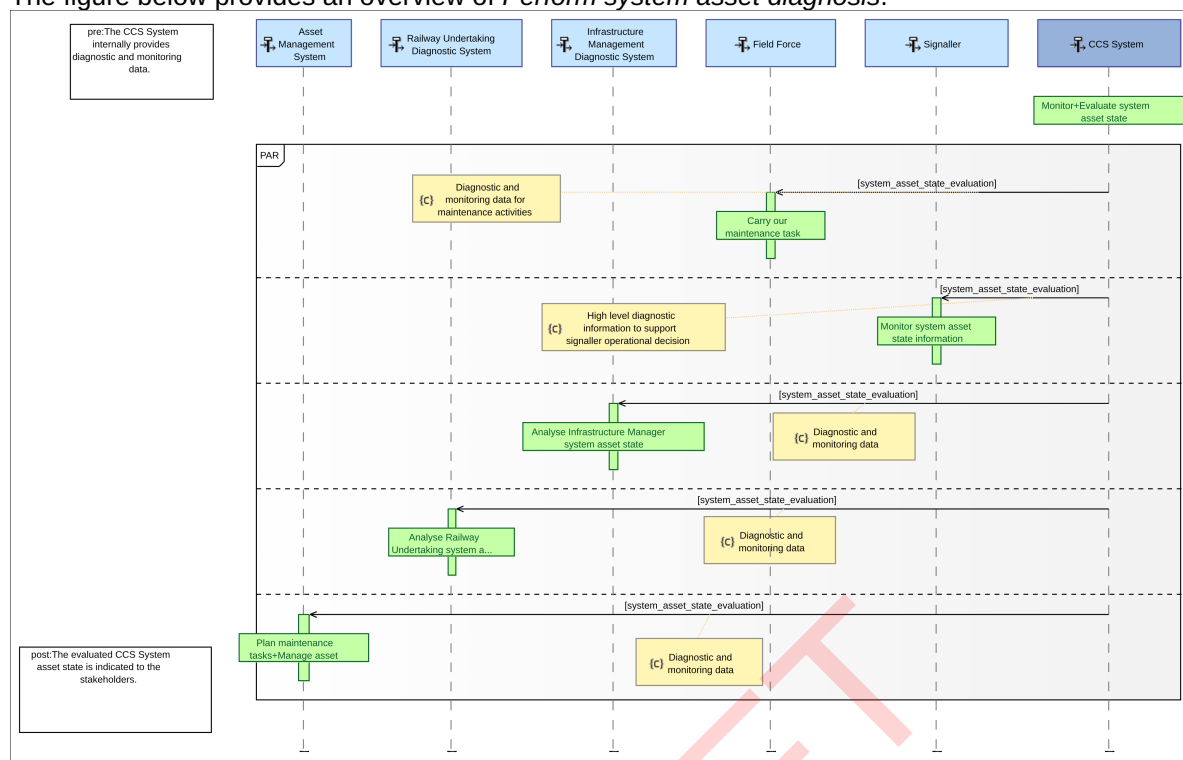 The figure below provides an overview of Perform system asset diagnosis.
pre:The CCS System
internally provides
diagnostic and monitoring
data.
Asset
Management
System
Railway Undertaking
Diagnostic System
Infrastructure
Management
Diagnostic System
Field Force
Signaller
CCS System
Monitor+Evaluate system
asset state
PAR
[system_asset_state_evaluation]
{C}
Diagnostic and
monitoring data for
maintenance activities
Carry our
maintenance task
[system_asset_state_evaluation]
{C}
High level diagnostic
information to support
signaller operational decision
Monitor system asset
state information
[system_asset_state_evaluation]
Analyse Infrastructure Manager
system asset state
{C}
Diagnostic and
monitoring data
[system_asset_state_evaluation]
Analyse Railway
Undertaking system a...
{C}
Diagnostic and
monitoring data
[system_asset_state_evaluation]
Plan maintenance
tasks+Manage asset
{C}
Diagnostic and
monitoring data
post:The evaluated CCS System
asset state is indicated to the
stakeholders.